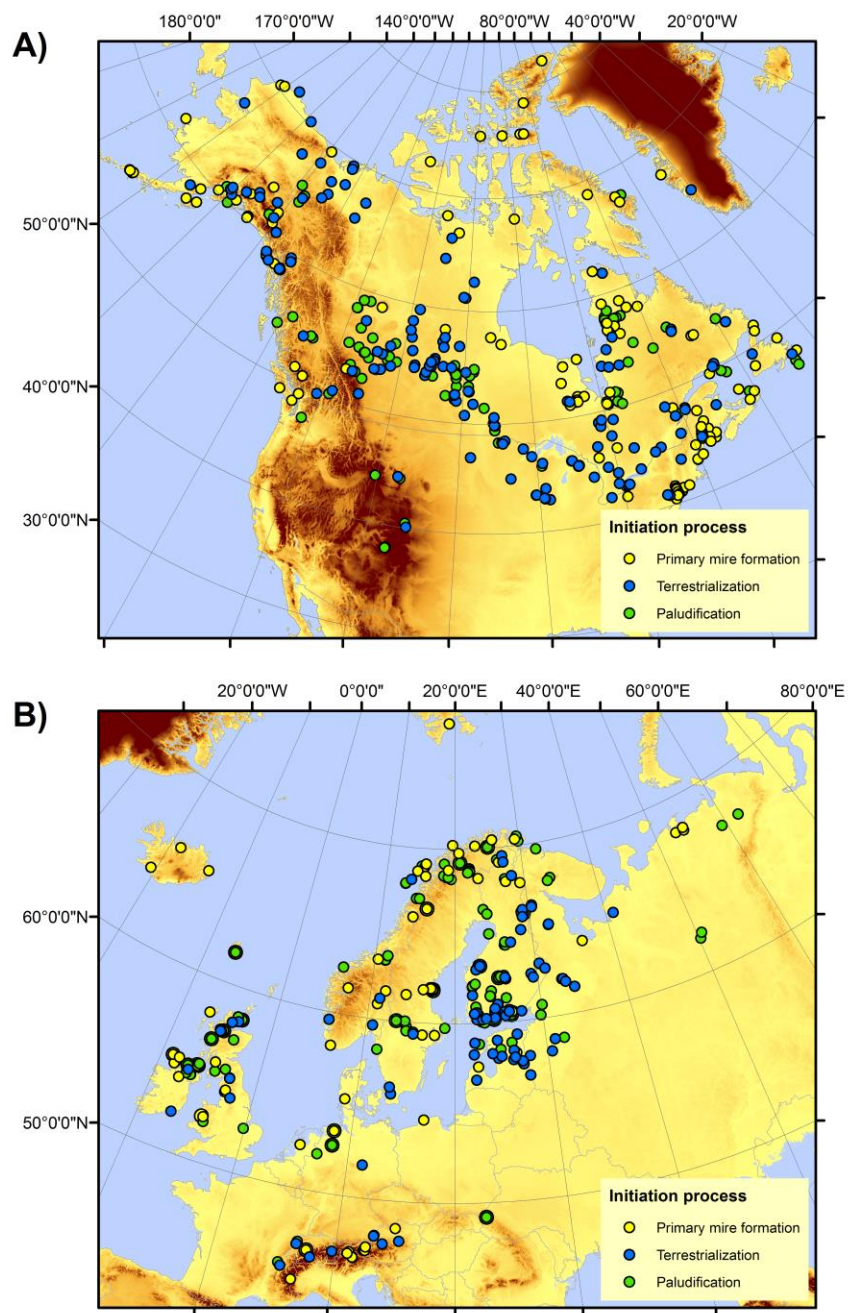 180°0'0"
170°0'0"W
140°0'0"W
80°0'0"W
40°0'0"W
20°0'0"W
A)
50°0'0"N
40°0'0"N
30°0'0"N
Initiation process
Primary mire formation
Terrestrialization
Paludification
20°0'0"W
0°0'0"
20°0'0"E
40°0'0"E
60°0'0"E
80°0'0"E
B)
60°0'0"N
50°0'0"N
Initiation process
Primary mire formation
Terrestrialization
Paludification